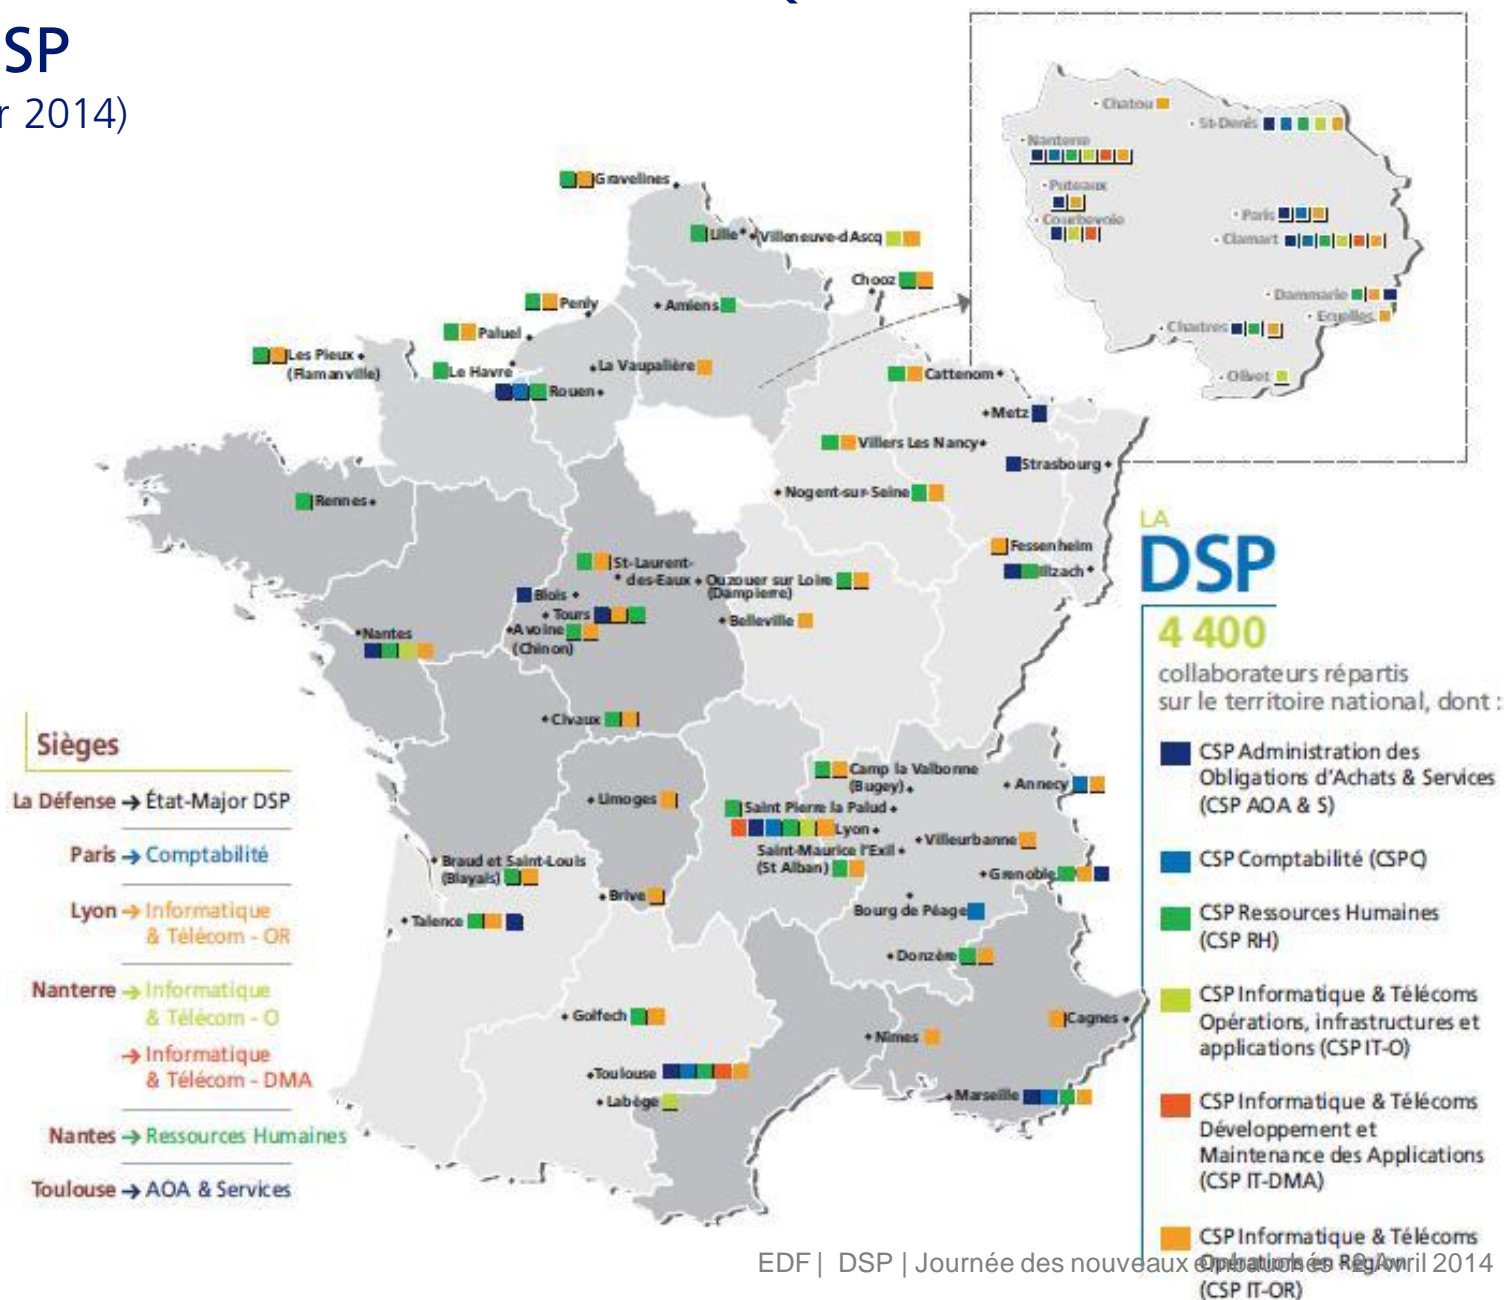 SP
r 2014)
• Chatou
• St-Denis
• Nanterre
• Puteaux
• Courbevoie
• Paris
• Clamart
• Dammarie
• Chartres
• Olivet
Gravelines
Lille
Villeneuve-d'Ascq
Chooz
Penly
Amiens
Paluel
Les Pieux
(Flamanville)
Le Havre
La Vaupalière
Rouen
Cattenom
Metz
Villers Les Nancy
Strasbourg
Nogent-sur-Seine
Rennes
Fessenheim
Illzach
St-Laurent-
des-Eaux
Ouzouer sur Loire
(Dampierre)
Blois
Tours
Belleville
Avoine
(Chinon)
Nantes
Civaux
LA
DSP
4 400
collaborateurs répartis
sur le territoire national, dont :
CSP Administration des
Obligations d'Achats & Services
(CSP AOA & S)
CSP Comptabilité (CSPC)
CSP Ressources Humaines
(CSP RH)
CSP Informatique & Télécoms
Opérations, infrastructures et
applications (CSP IT-O)
CSP Informatique & Télécoms
Développement et
Maintenance des Applications
(CSP IT-DMA)
CSP Informatique & Télécoms
Opérations en Région
(CSP IT-OR)
Sièges
La Défense → État-Major DSP
Paris → Comptabilité
Lyon → Informatique
& Télécom - OR
Nanterre → Informatique
& Télécom - O
→ Informatique
& Télécom - DMA
Nantes → Ressources Humaines
Toulouse → AOA & Services
Camp la Valbonne
(Bugey)
Annecy
Limoges
Saint Pierre la Palud
Lyon
Villeurbanne
Saint-Maurice l'Exil
(St Alban)
Grenoble
Braud et Saint-Louis
(Blayais)
Brive
Bourg de Péage
Talence
Donzère
Golfech
Cagnes
Nîmes
Toulouse
Labège
Marseille
EDF | DSP | Journée des nouveaux embauchés - 2 Avril 2014